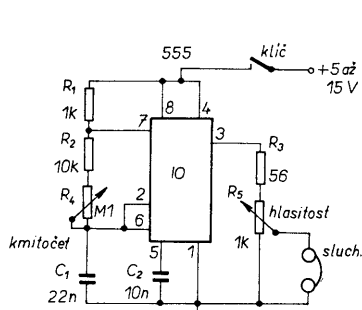 555
klíč
+5 až
15 V
R1
1k
8
4
7
3
R2
10k
R3
56
IO
R4
M1
2
6
R5
hlasitost
kmitočet
5
1
1k
C1
22n
C2
10n
sluch.